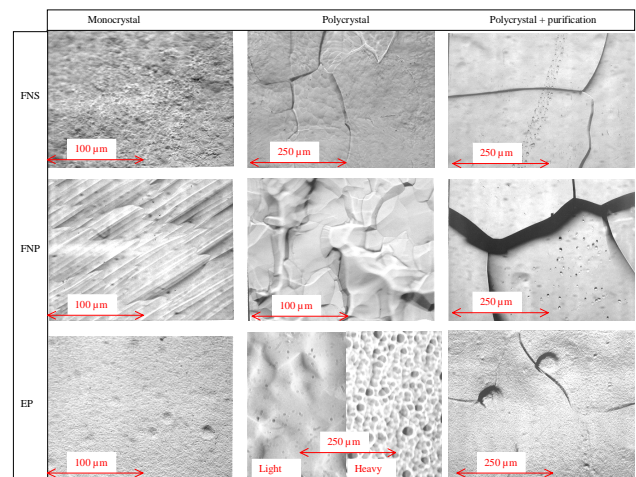 Monocrystal Polycrystal Polycrystal + purification
FNS
100 µm
250 µm
250 µm
FNP
100 µm
100 µm
250 µm
EP
100 µm
250 µm
Light Heavy
250 µm